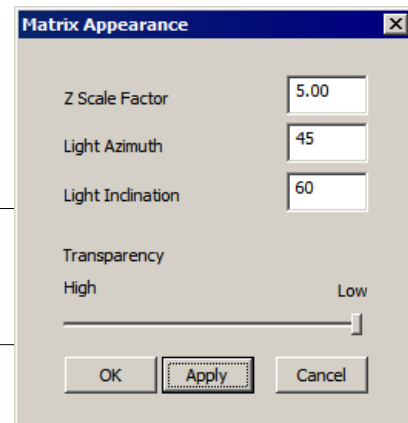 Matrix Appearance
Z Scale Factor 5.00
Light Azimuth 45
Light Inclination 60
Transparency
High Low
OK Apply Cancel